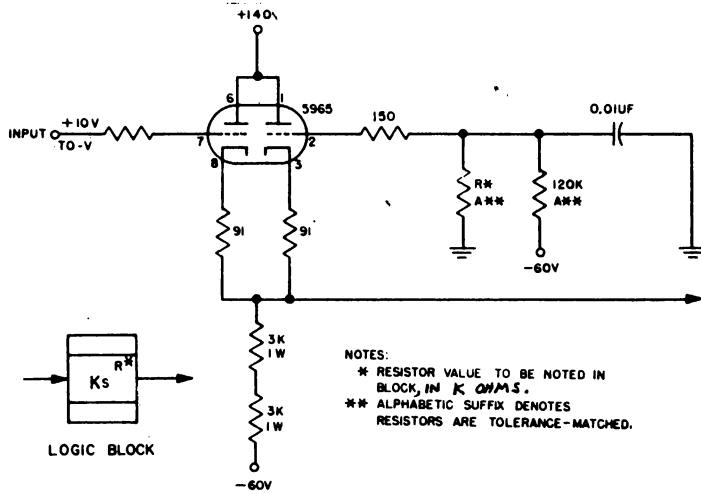 +140V
6
1
5965
150
0.01UF
INPUT
+10V
TO -V
7
2
8
3
R*
A**
120K
A**
91
91
-60V
3K
1W
R*
Ks
3K
1W
LOGIC BLOCK
-60V
NOTES:
* RESISTOR VALUE TO BE NOTED IN
BLOCK, IN K OHMS.
** ALPHABETIC SUFFIX DENOTES
RESISTORS ARE TOLERANCE-MATCHED.